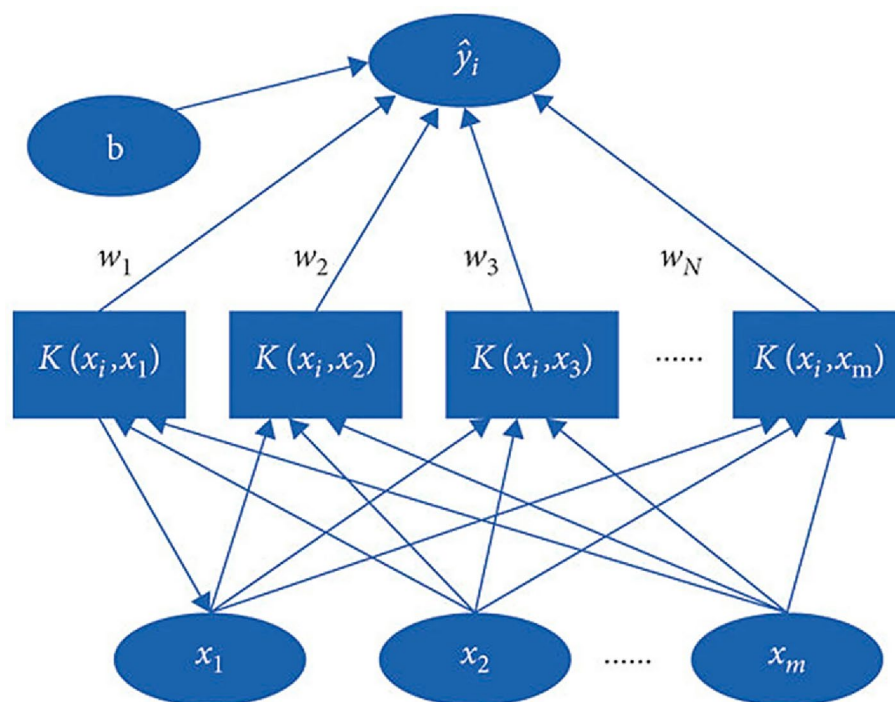 ŷᵢ
b
w₁ w₂ w₃ w_N
K (xᵢ,x₁) K (xᵢ,x₂) K (xᵢ,x₃) ...... K (xᵢ,xₘ)
x₁ x₂ ...... xₘ